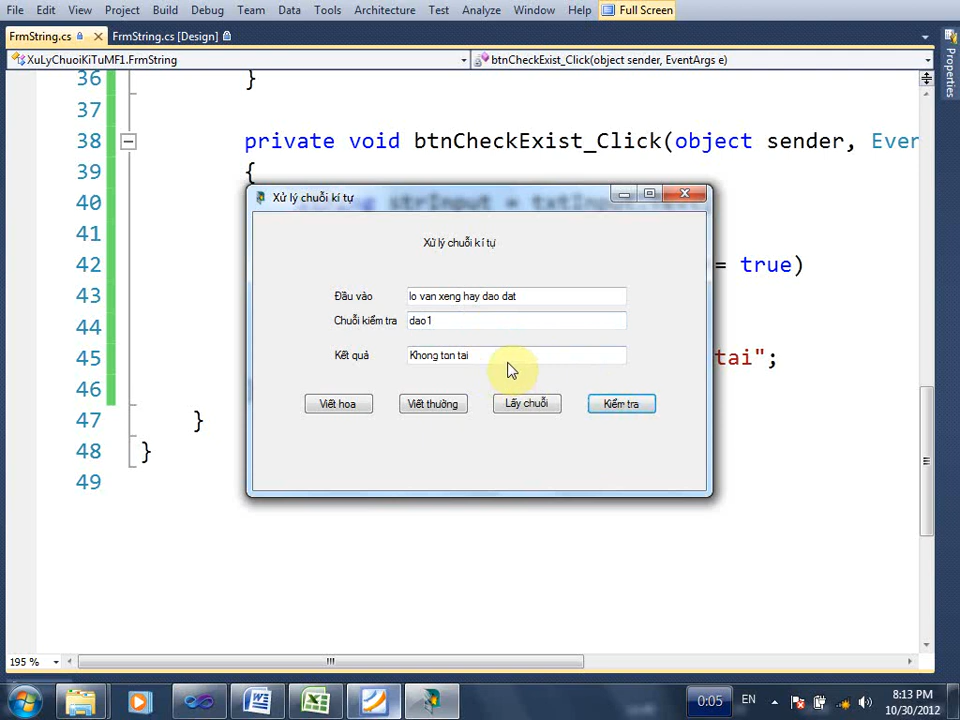 File Edit View Project Build Debug Team Data Tools Architecture Test Analyze Window Help Full Screen
FrmString.cs FrmString.cs [Design]
XuLyChuoiKiTuMF1.FrmString btnCheckExist_Click(object sender, EventArgs e)
Properties
36 }
37
38 private void btnCheckExist_Click(object sender, Even
39 {
40
41
42 = true)
43
44
45 tai";
46
47 }
48 }
49
Xử lý chuỗi kí tự
Xử lý chuỗi kí tự
Đầu vào lo van xeng hay dao dat
Chuỗi kiểm tra dao1
Kết quả Khong ton tai
Viết hoa Viết thường Lấy chuỗi Kiểm tra
195 %
0:05 EN 8:13 PM
10/30/2012